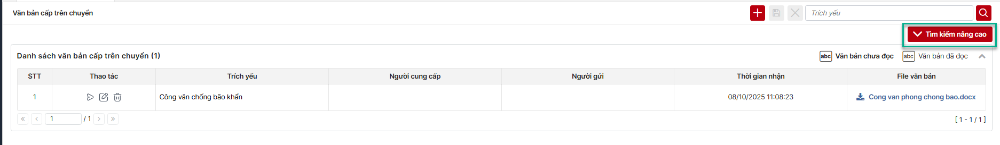 Văn bản cấp trên chuyển
Trích yếu
Tìm kiếm nâng cao
Danh sách văn bản cấp trên chuyển (1)
abc Văn bản chưa đọc abc Văn bản đã đọc
STT Thao tác Trích yếu Người cung cấp Người gửi Thời gian nhận File văn bản
1 Công văn chống bão khẩn 08/10/2025 11:08:23 Cong van phong chong bao.docx
« ‹ 1 / 1 › » [ 1 - 1 / 1 ]